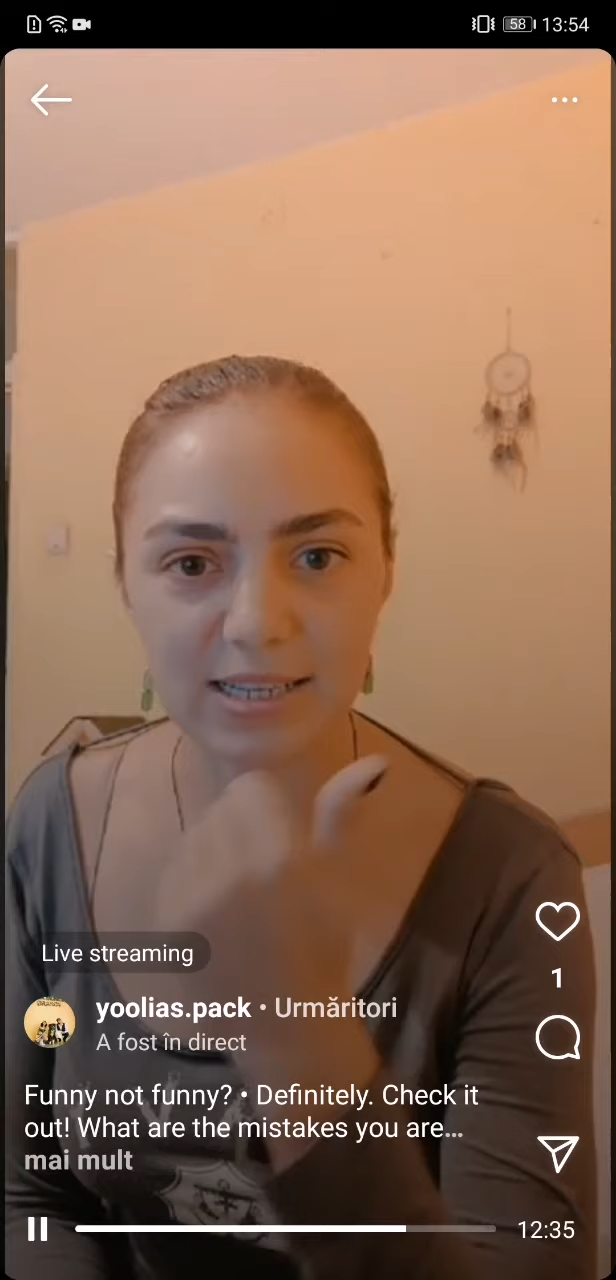 58 13:54
Live streaming
yoolias.pack • Urmăritori
A fost în direct
1
Funny not funny? • Definitely. Check it
out! What are the mistakes you are...
mai mult
12:35